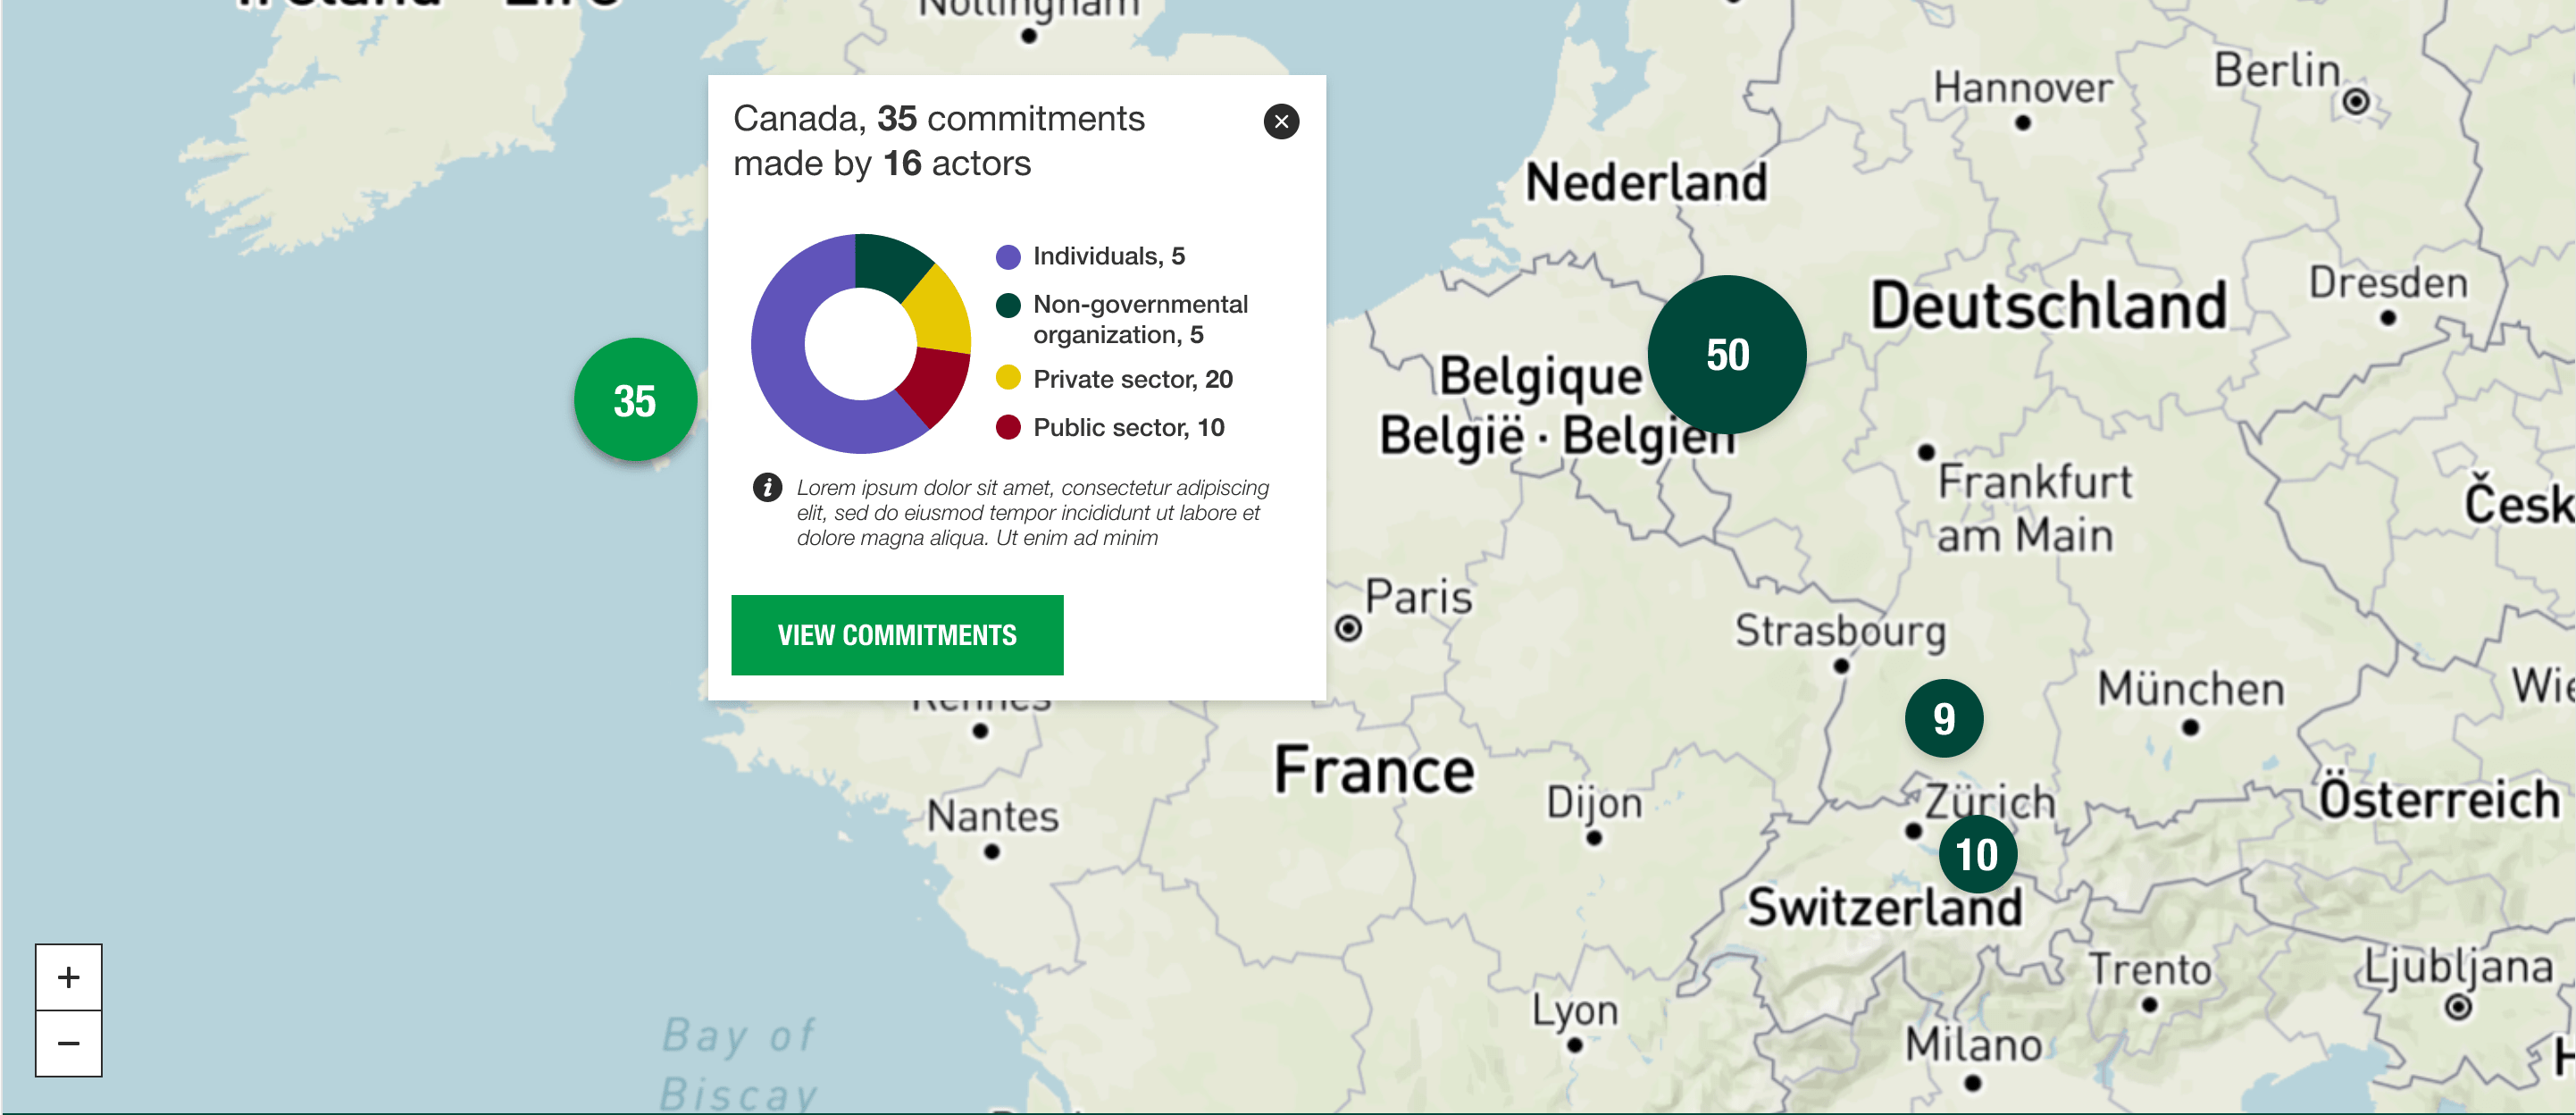 Ireland
Nottingham
Canada, 35 commitments
made by 16 actors
Individuals, 5
Non-governmental
organization, 5
Private sector, 20
Public sector, 10
Lorem ipsum dolor sit amet, consectetur adipiscing
elit, sed do eiusmod tempor incididunt ut labore et
dolore magna aliqua. Ut enim ad minim
VIEW COMMITMENTS
35
Hannover
Berlin
Nederland
Deutschland
Dresden
50
Belgique
België · Belgien
Frankfurt
am Main
Česk
Paris
Strasbourg
München
Wie
9
Rennes
France
Zürich
Österreich
Nantes
Dijon
10
Switzerland
+
−
Trento
Ljubljana
Lyon
Milano
H
Bay of
Biscay